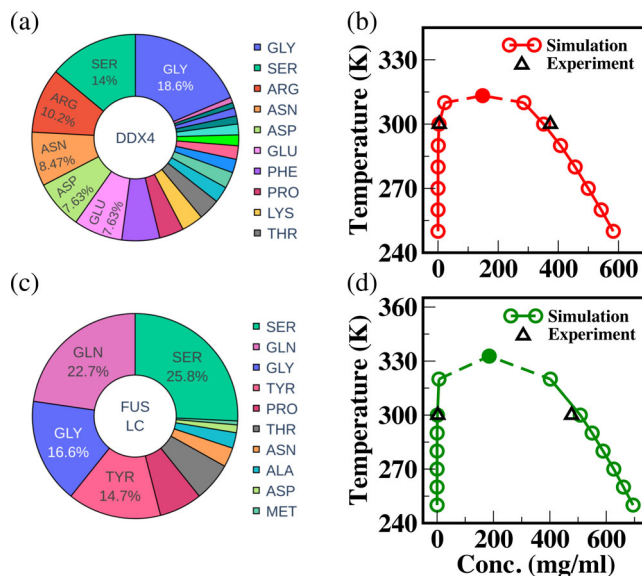 (a)
GLY
18.6%
SER
14%
ARG
10.2%
ASN
8.47%
ASP
7.63%
GLU
7.63%
DDX4
GLY
SER
ARG
ASN
ASP
GLU
PHE
PRO
LYS
THR
(b)
Temperature (K)
330
300
270
240
0 200 400 600
Simulation
Experiment
(c)
SER
25.8%
GLN
22.7%
GLY
16.6%
TYR
14.7%
FUS
LC
SER
GLN
GLY
TYR
PRO
THR
ASN
ALA
ASP
MET
(d)
Temperature (K)
360
330
300
270
240
0 200 400 600
Conc. (mg/ml)
Simulation
Experiment